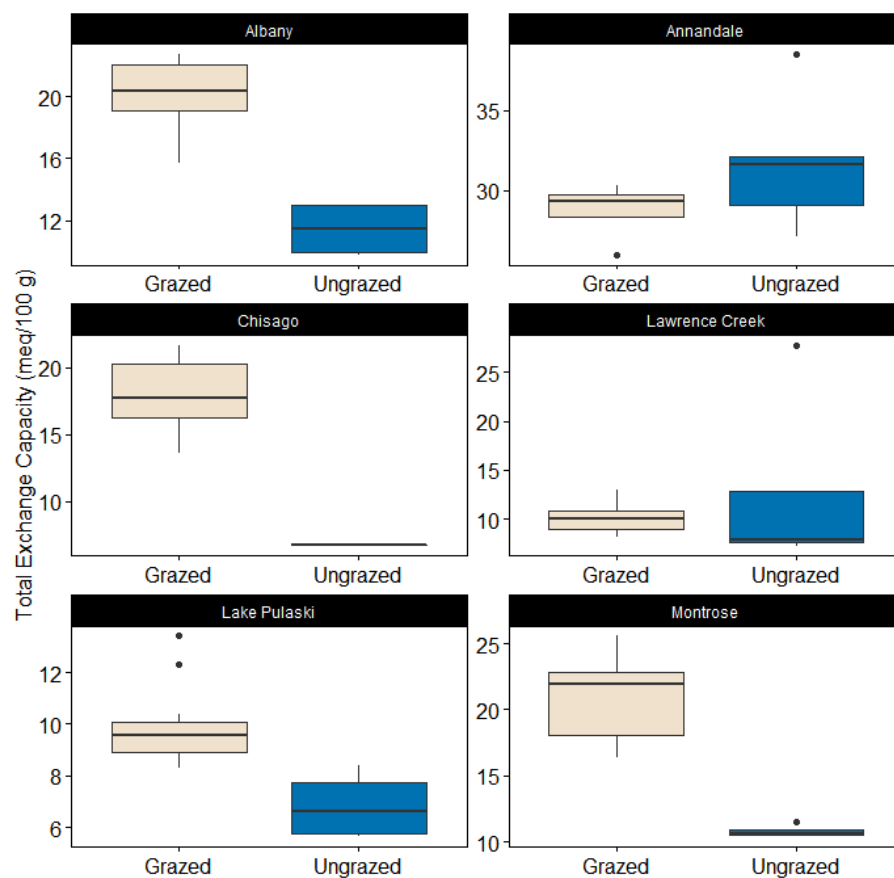 Total Exchange Capacity (meq/100 g)
Albany
20
16
12
Grazed Ungrazed
Annandale
35
30
Grazed Ungrazed
Chisago
20
15
10
Grazed Ungrazed
Lawrence Creek
25
20
15
10
Grazed Ungrazed
Lake Pulaski
12
10
8
6
Grazed Ungrazed
Montrose
25
20
15
10
Grazed Ungrazed